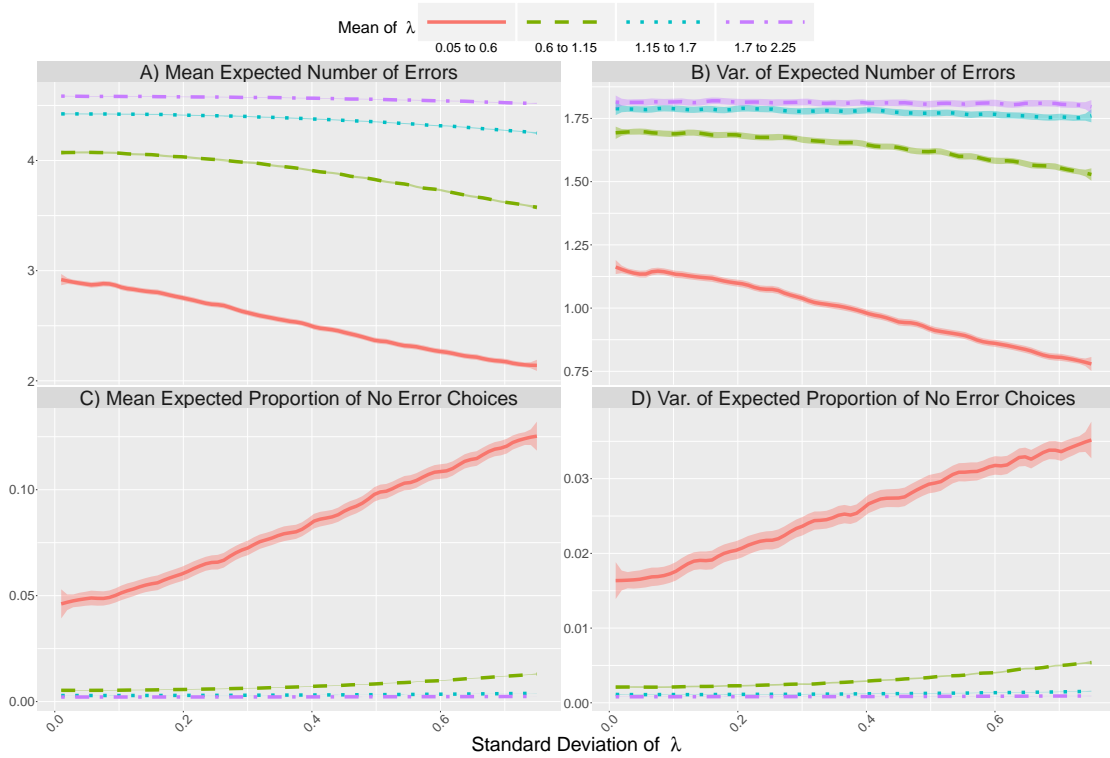 Mean of λ
0.05 to 0.6 0.6 to 1.15 1.15 to 1.7 1.7 to 2.25
A) Mean Expected Number of Errors
4
3
2
B) Var. of Expected Number of Errors
1.75
1.50
1.25
1.00
0.75
C) Mean Expected Proportion of No Error Choices
0.10
0.05
0.00
0.0 0.2 0.4 0.6
D) Var. of Expected Proportion of No Error Choices
0.03
0.02
0.01
0.00
0.0 0.2 0.4 0.6
Standard Deviation of λ